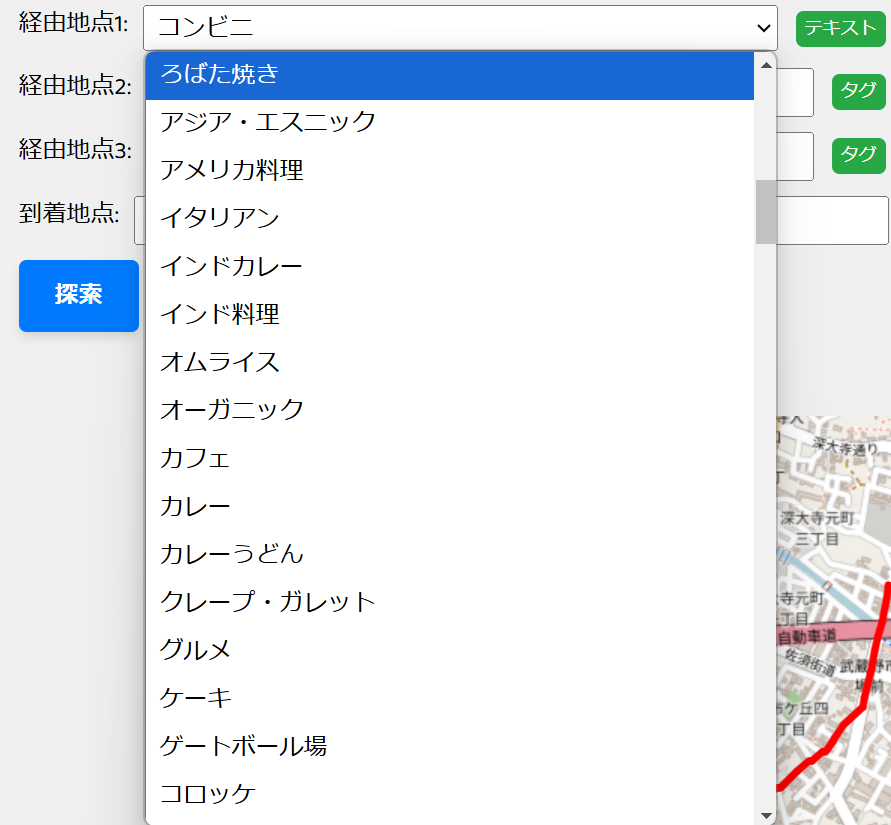 経由地点1:
コンビニ
テキスト
経由地点2:
タグ
経由地点3:
タグ
到着地点:
探索
ろばた焼き
アジア・エスニック
アメリカ料理
イタリアン
インドカレー
インド料理
オムライス
オーガニック
カフェ
カレー
カレーうどん
クレープ・ガレット
グルメ
ケーキ
ゲートボール場
コロッケ
深大寺通り
深大寺元町
三丁目
寺元町
丁目
自動車道
佐須街道
武蔵野市
場前
ケ丘四
丁目